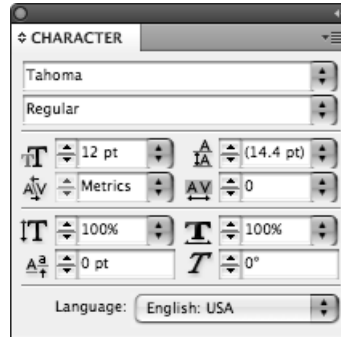 CHARACTER
Tahoma
Regular
12 pt (14.4 pt)
Metrics 0
100% 100%
0 pt 0°
Language: English: USA